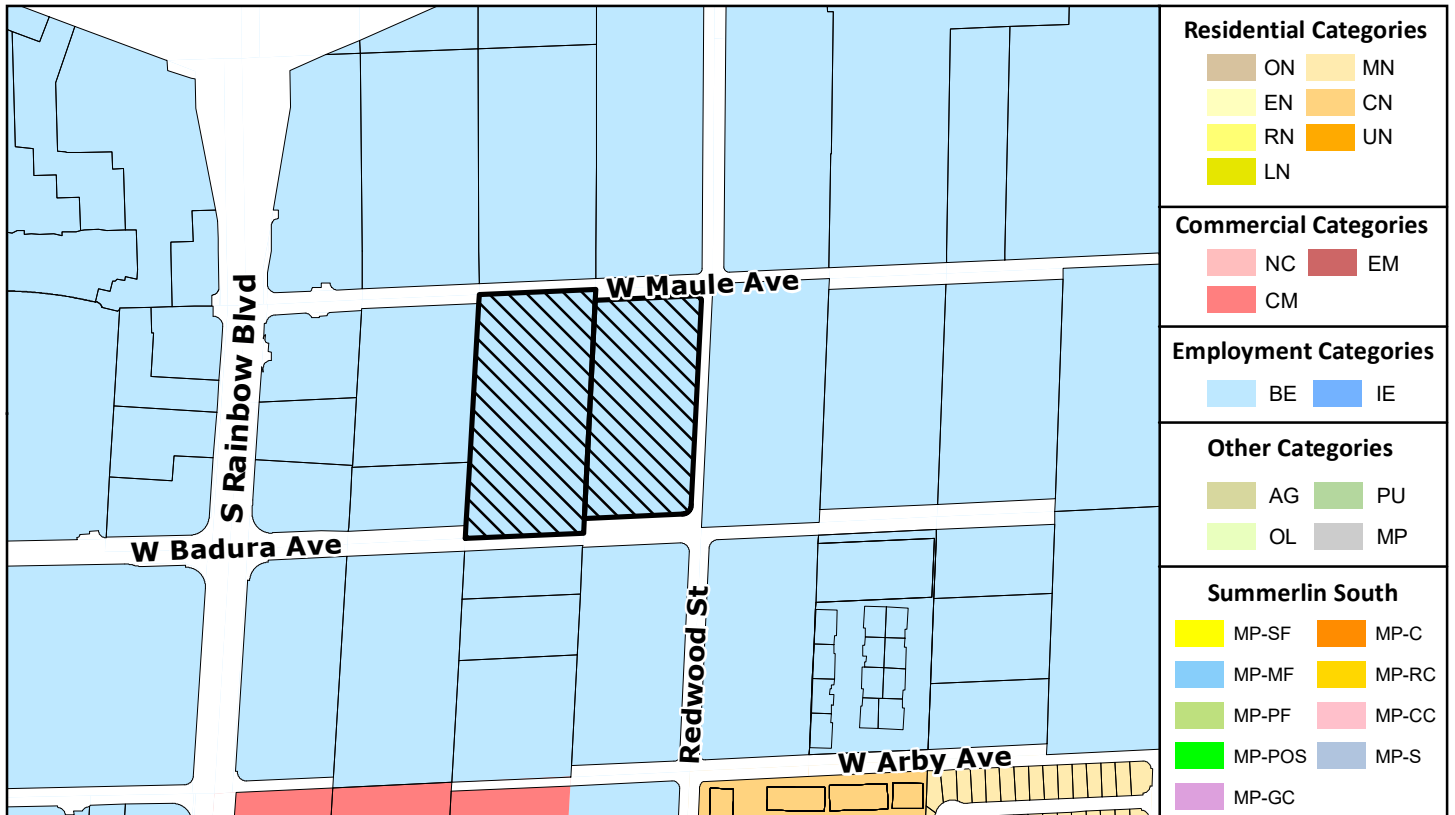 W Maule Ave
S Rainbow Blvd
W Badura Ave
Redwood St
W Arby Ave
Residential Categories
ON MN
EN CN
RN UN
LN
Commercial Categories
NC EM
CM
Employment Categories
BE IE
Other Categories
AG PU
OL MP
Summerlin South
MP-SF MP-C
MP-MF MP-RC
MP-PF MP-CC
MP-POS MP-S
MP-GC